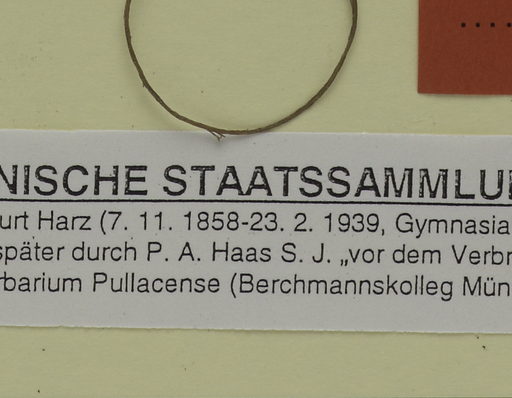 NISCHE STAATSSAMMLU
urt Harz (7. 11. 1858-23. 2. 1939, Gymnasia
später durch P. A. Haas S. J. „vor dem Verbr
rbarium Pullacense (Berchmannskolleg Mün